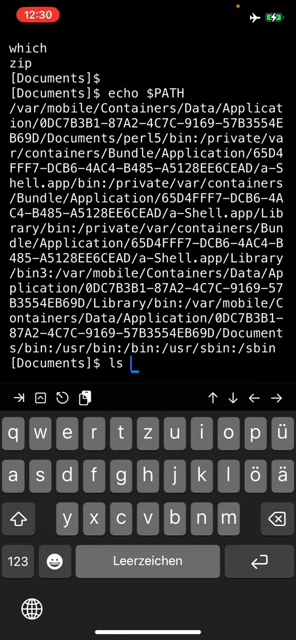 12:30
which
zip
[Documents]$
[Documents]$ echo $PATH
/var/mobile/Containers/Data/Applicat
ion/0DC7B3B1-87A2-4C7C-9169-57B3554E
B69D/Documents/perl5/bin:/private/va
r/containers/Bundle/Application/65D4
FFF7-DCB6-4AC4-B485-A5128EE6CEAD/a-S
hell.app/bin:/private/var/containers
/Bundle/Application/65D4FFF7-DCB6-4A
C4-B485-A5128EE6CEAD/a-Shell.app/Lib
rary/bin:/private/var/containers/Bun
dle/Application/65D4FFF7-DCB6-4AC4-B
485-A5128EE6CEAD/a-Shell.app/Library
/bin3:/var/mobile/Containers/Data/Ap
plication/0DC7B3B1-87A2-4C7C-9169-57
B3554EB69D/Library/bin:/var/mobile/C
ontainers/Data/Application/0DC7B3B1-
87A2-4C7C-9169-57B3554EB69D/Document
s/bin:/usr/bin:/bin:/usr/sbin:/sbin
[Documents]$ ls
q w e r t z u i o p ü
a s d f g h j k l ö ä
y x c v b n m
123 Leerzeichen